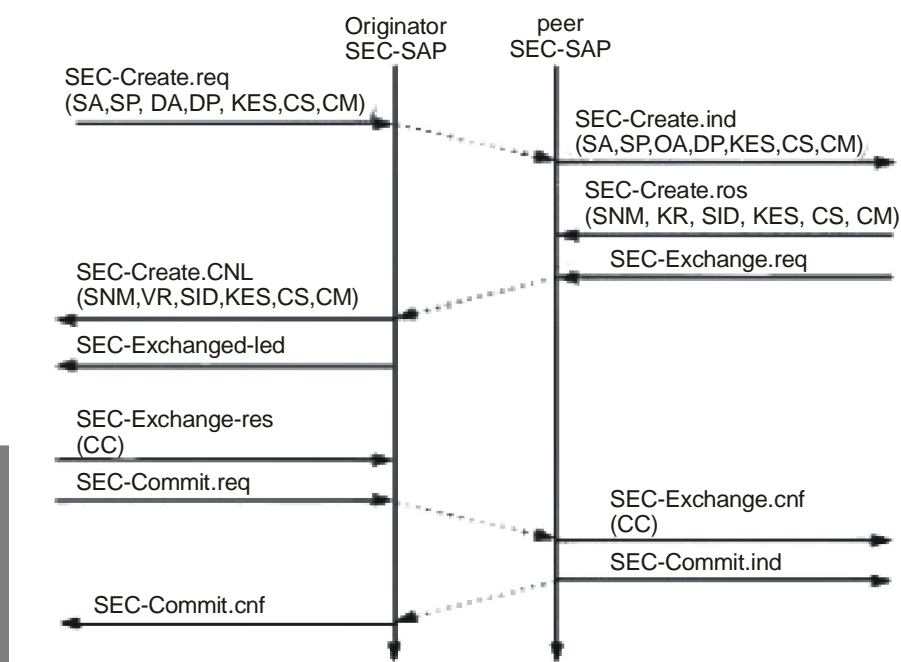 Originator
SEC-SAP
peer
SEC-SAP
SEC-Create.req
(SA,SP, DA,DP, KES,CS,CM)
SEC-Create.ind
(SA,SP,OA,DP,KES,CS,CM)
SEC-Create.ros
(SNM, KR, SID, KES, CS, CM)
SEC-Exchange.req
SEC-Create.CNL
(SNM,VR,SID,KES,CS,CM)
SEC-Exchanged-led
SEC-Exchange-res
(CC)
SEC-Commit.req
SEC-Exchange.cnf
(CC)
SEC-Commit.ind
SEC-Commit.cnf